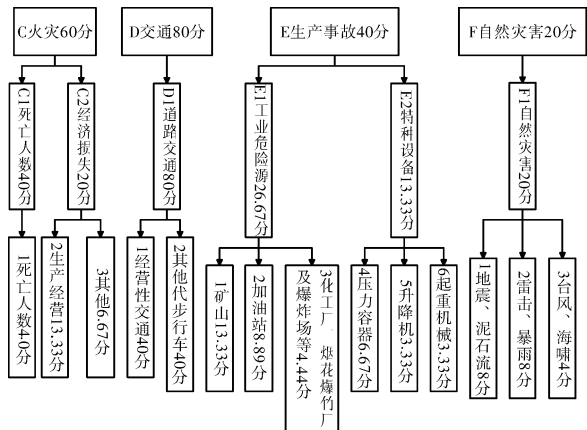 C火灾60分
D交通80分
E生产事故40分
F自然灾害20分
C1死亡人数40分
C2经济损失20分
D1道路交通80分
E1工业危险源26.67分
E2特种设备13.33分
F1自然灾害20分
1死亡人数40分
2生产经营13.33分
3其他6.67分
1经营性交通40分
2其他代步行车40分
1矿山13.33分
2加油站8.89分
3化工厂、烟花爆竹厂
及爆炸场等4.44分
4压力容器6.67分
5升降机3.33分
6起重机械3.33分
1地震、泥石流8分
2雷击、暴雨8分
3台风、海啸4分